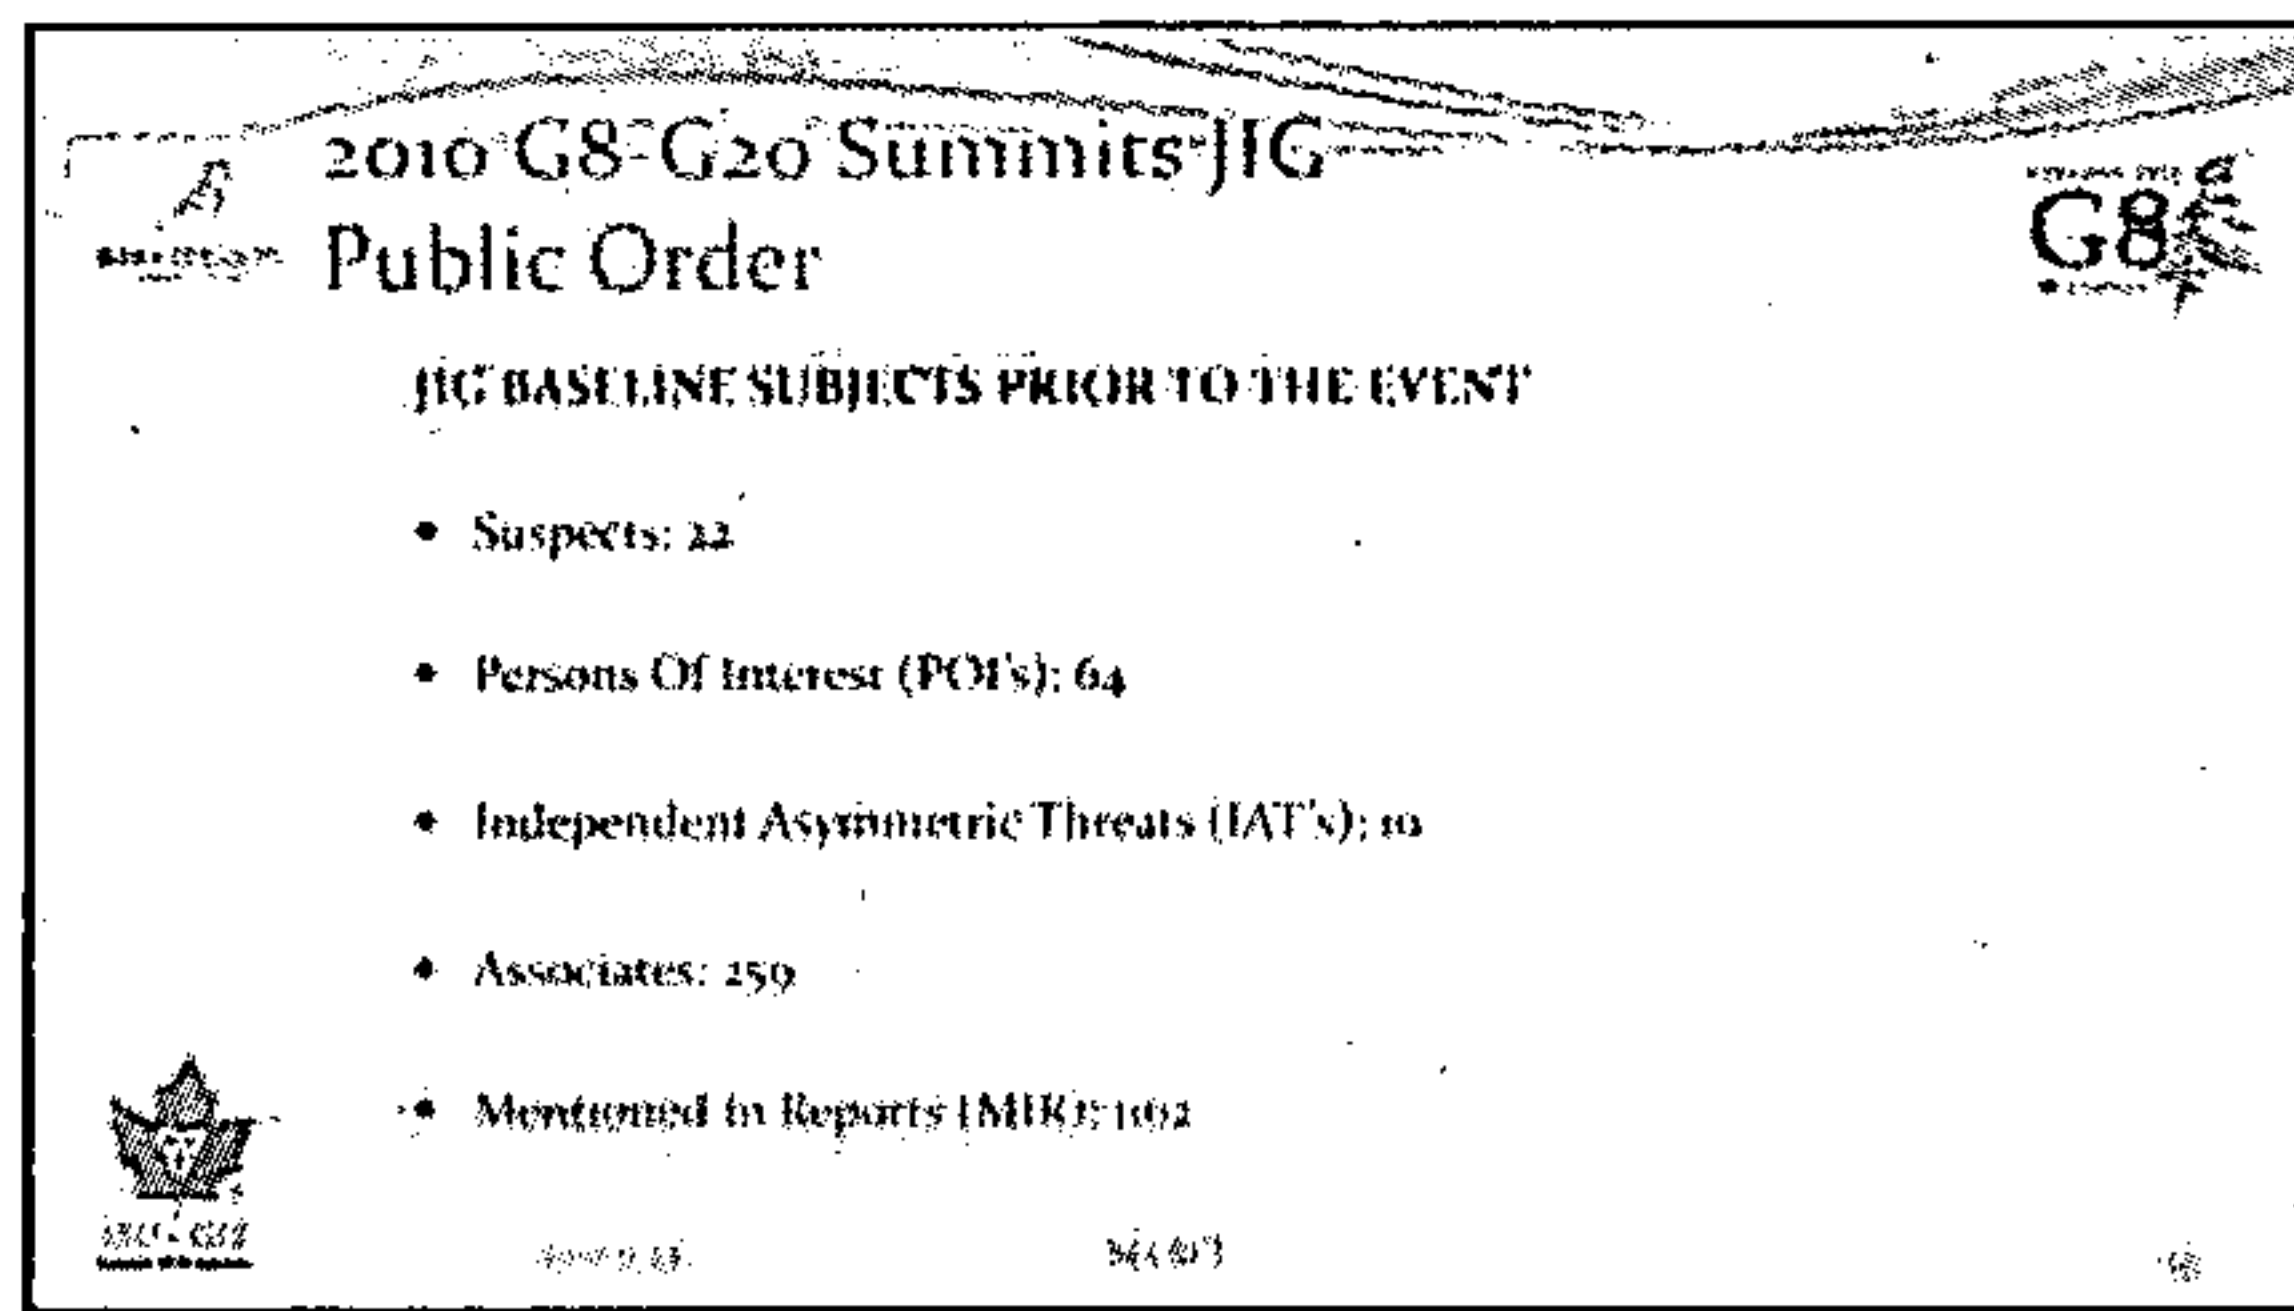 2010 G8-G20 Summits JIG
Public Order
G8
JIG BASELINE SUBJECTS PRIOR TO THE EVENT
• Suspects: 22
• Persons Of Interest (POI's): 64
• Independent Asymmetric Threats (IAT's): 10
• Associates: 259
• Mentioned In Reports (MIR): 102